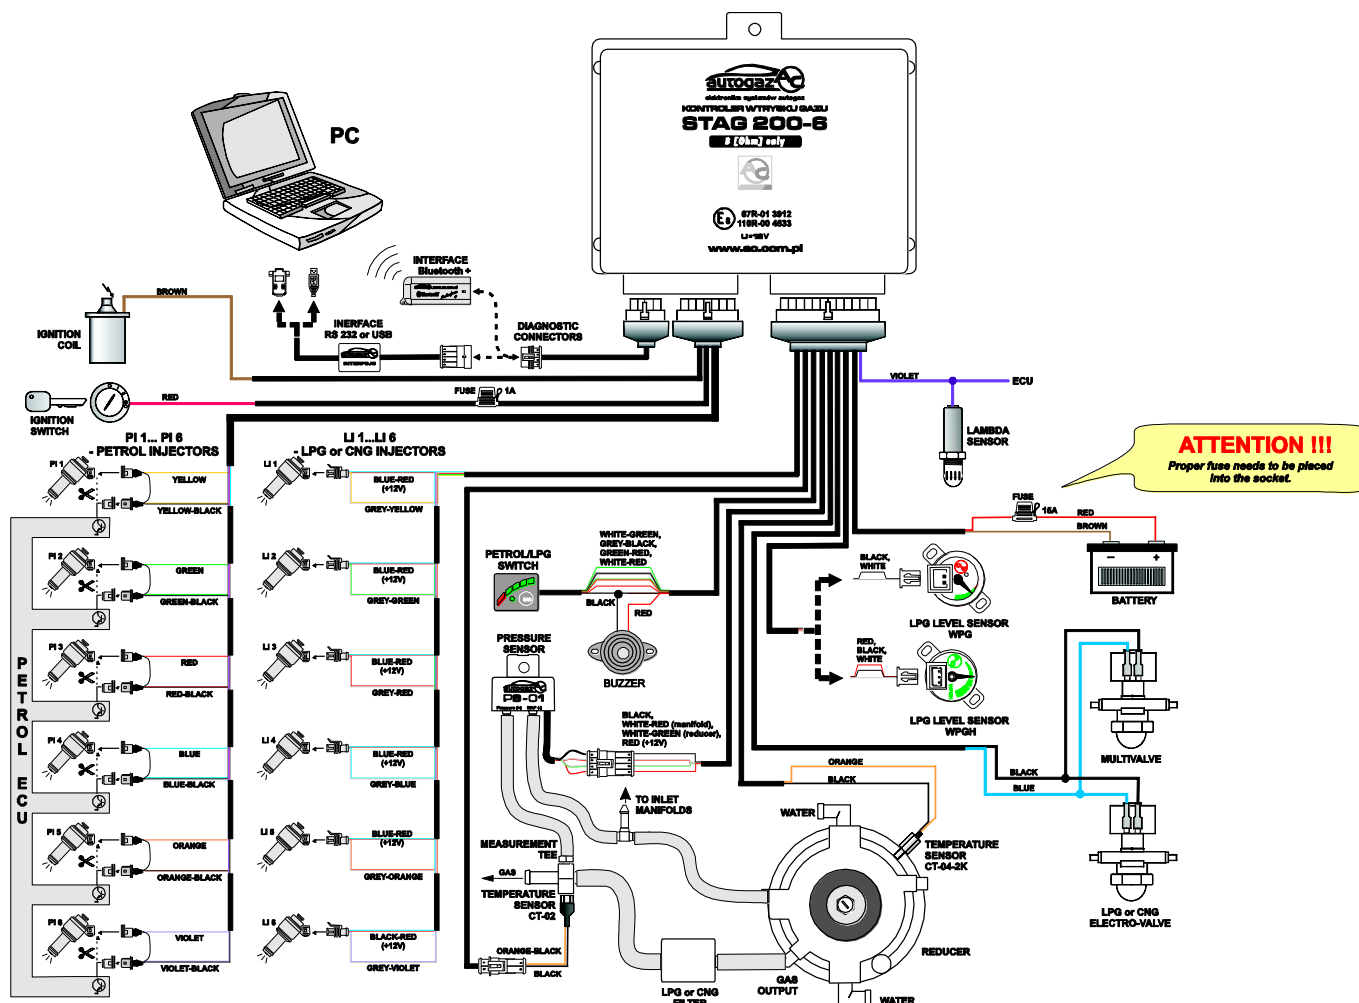 autogaz AC
elektronika systemów autogaz
KONTROLER WTRYSKU GAZU
STAG 200-6
[Ohm] only
67R-01 3912
www.ac.com.pl
PC
INTERFACE
Bluetooth +
BROWN
IGNITION
COIL
INERFACE
RS 232 or USB
DIAGNOSTIC
CONNECTORS
VIOLET
ECU
FUSE
1A
RED
IGNITION
SWITCH
LAMBDA
SENSOR
ATTENTION !!!
Proper fuse needs to be placed
into the socket.
PI 1... PI 6
- PETROL INJECTORS
LI 1...LI 6
- LPG or CNG INJECTORS
PI 1
YELLOW
YELLOW-BLACK
LI 1
BLUE-RED
(+12V)
GREY-YELLOW
FUSE
15A
RED
BROWN
BATTERY
PI 2
GREEN
GREEN-BLACK
LI 2
BLUE-RED
(+12V)
GREY-GREEN
PETROL/LPG
SWITCH
WHITE-GREEN,
GREY-BLACK,
GREEN-RED,
WHITE-RED
BLACK
RED
BUZZER
BLACK,
WHITE
LPG LEVEL SENSOR
WPG
RED,
BLACK,
WHITE
LPG LEVEL SENSOR
WPGH
PETROL ECU
PI 3
RED
RED-BLACK
LI 3
BLUE-RED
(+12V)
GREY-RED
PRESSURE
SENSOR
PS-01
BLACK,
WHITE-RED (manifold),
WHITE-GREEN (reducer),
RED (+12V)
PI 4
BLUE
BLUE-BLACK
LI 4
BLUE-RED
(+12V)
GREY-BLUE
MULTIVALVE
ORANGE
BLACK
BLACK
BLUE
TO INLET
MANIFOLDS
WATER
PI 5
ORANGE
ORANGE-BLACK
LI 5
BLUE-RED
(+12V)
GREY-ORANGE
MEASUREMENT
TEE
GAS
TEMPERATURE
SENSOR
CT-02
TEMPERATURE
SENSOR
CT-04-2K
LPG or CNG
ELECTRO-VALVE
PI 6
VIOLET
VIOLET-BLACK
LI 6
BLACK-RED
(+12V)
GREY-VIOLET
ORANGE-BLACK
BLACK
REDUCER
GAS
OUTPUT
LPG or CNG
FILTER
WATER